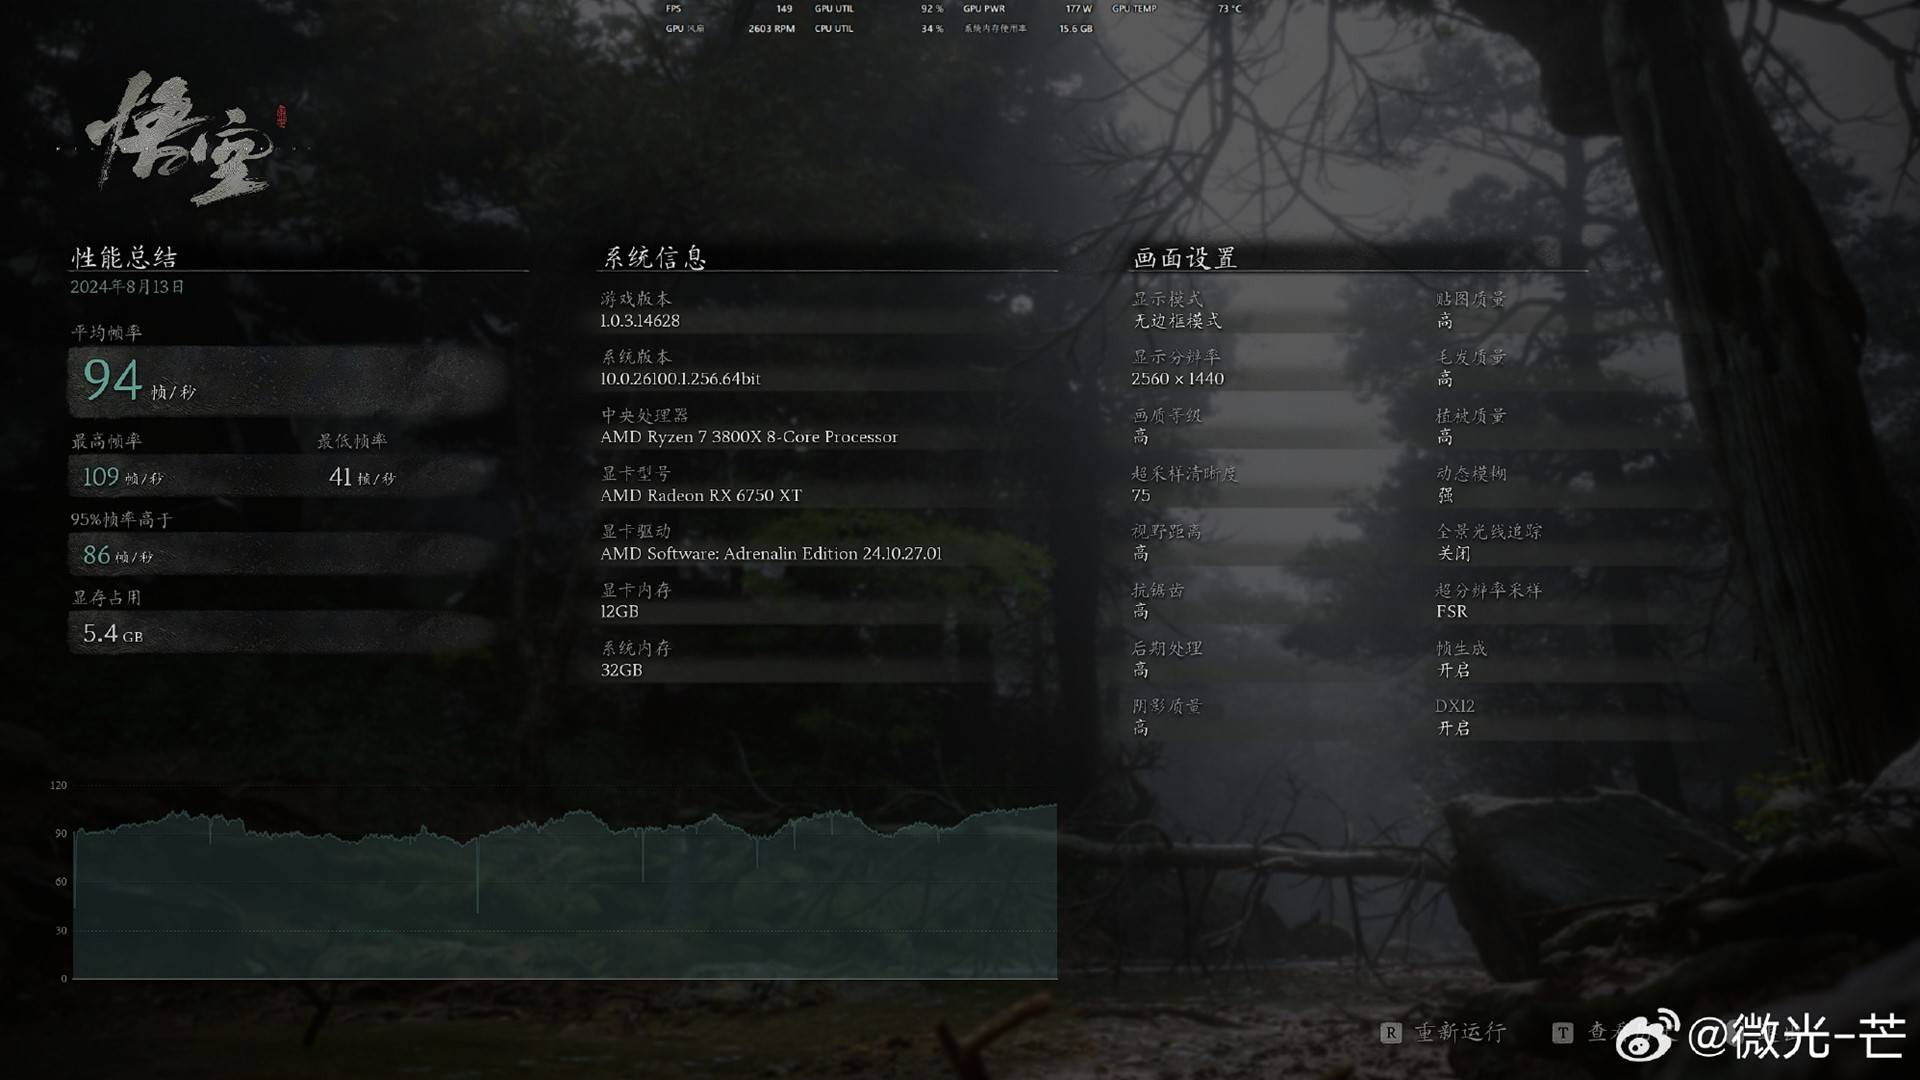 FPS 149 GPU UTIL 92 % GPU PWR 177 W GPU TEMP 73 °C
GPU 风扇 2603 RPM CPU UTIL 34 % 系统内存使用率 15.6 GB
悟空
性能总结
2024年8月13日
平均帧率
94 帧/秒
最高帧率 最低帧率
109 帧/秒 41 帧/秒
95%帧率高于
86 帧/秒
显存占用
5.4 GB
系统信息
游戏版本
1.0.3.14628
系统版本
10.0.26100.1.256.64bit
中央处理器
AMD Ryzen 7 3800X 8-Core Processor
显卡型号
AMD Radeon RX 6750 XT
显卡驱动
AMD Software: Adrenalin Edition 24.10.27.01
显卡内存
12GB
系统内存
32GB
画面设置
显示模式
无边框模式
显示分辨率
2560 × 1440
画质等级
高
超采样清晰度
75
视野距离
高
抗锯齿
高
后期处理
高
阴影质量
高
贴图质量
高
毛发质量
高
植被质量
高
动态模糊
强
全景光线追踪
关闭
超分辨率采样
FSR
帧生成
开启
DX12
开启
120
90
60
30
0
R 重新运行 T 查
@微光-芒